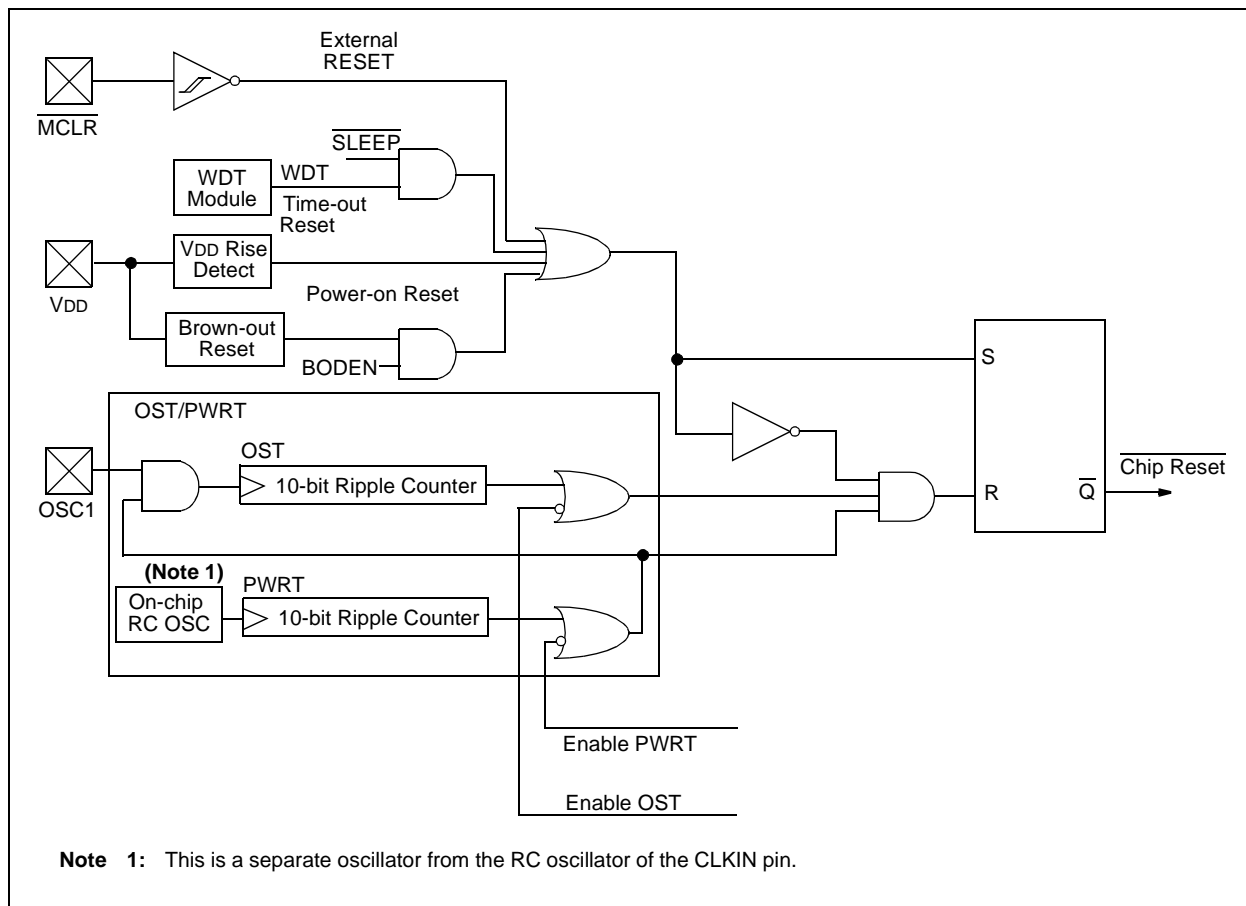 External
RESET
MCLR
SLEEP
WDT
Module
WDT
Time-out
Reset
VDD
VDD Rise
Detect
Power-on Reset
Brown-out
Reset
BODEN
OST/PWRT
OSC1
OST
10-bit Ripple Counter
(Note 1)
On-chip
RC OSC
PWRT
10-bit Ripple Counter
S
R
Q
Chip Reset
Enable PWRT
Enable OST
Note 1: This is a separate oscillator from the RC oscillator of the CLKIN pin.